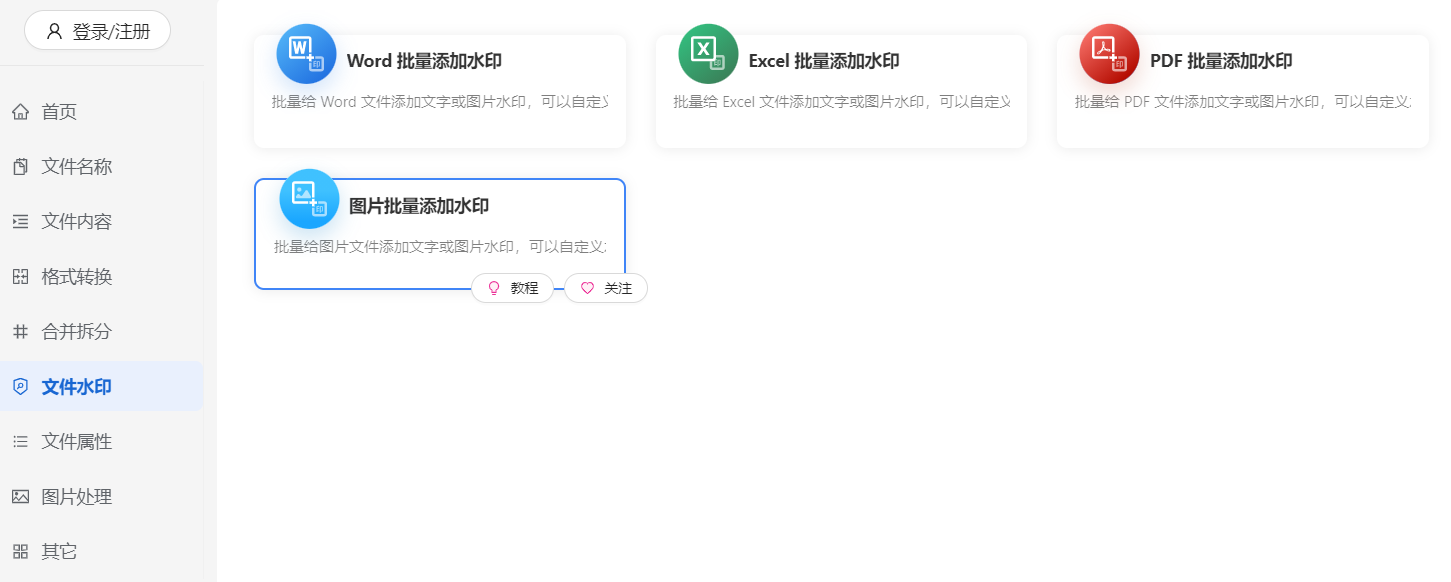 登录/注册
首页
文件名称
文件内容
格式转换
合并拆分
文件水印
文件属性
图片处理
其它
Word 批量添加水印
批量给 Word 文件添加文字或图片水印，可以自定义
Excel 批量添加水印
批量给 Excel 文件添加文字或图片水印，可以自定义
PDF 批量添加水印
批量给 PDF 文件添加文字或图片水印，可以自定义
图片批量添加水印
批量给图片文件添加文字或图片水印，可以自定义
教程
关注